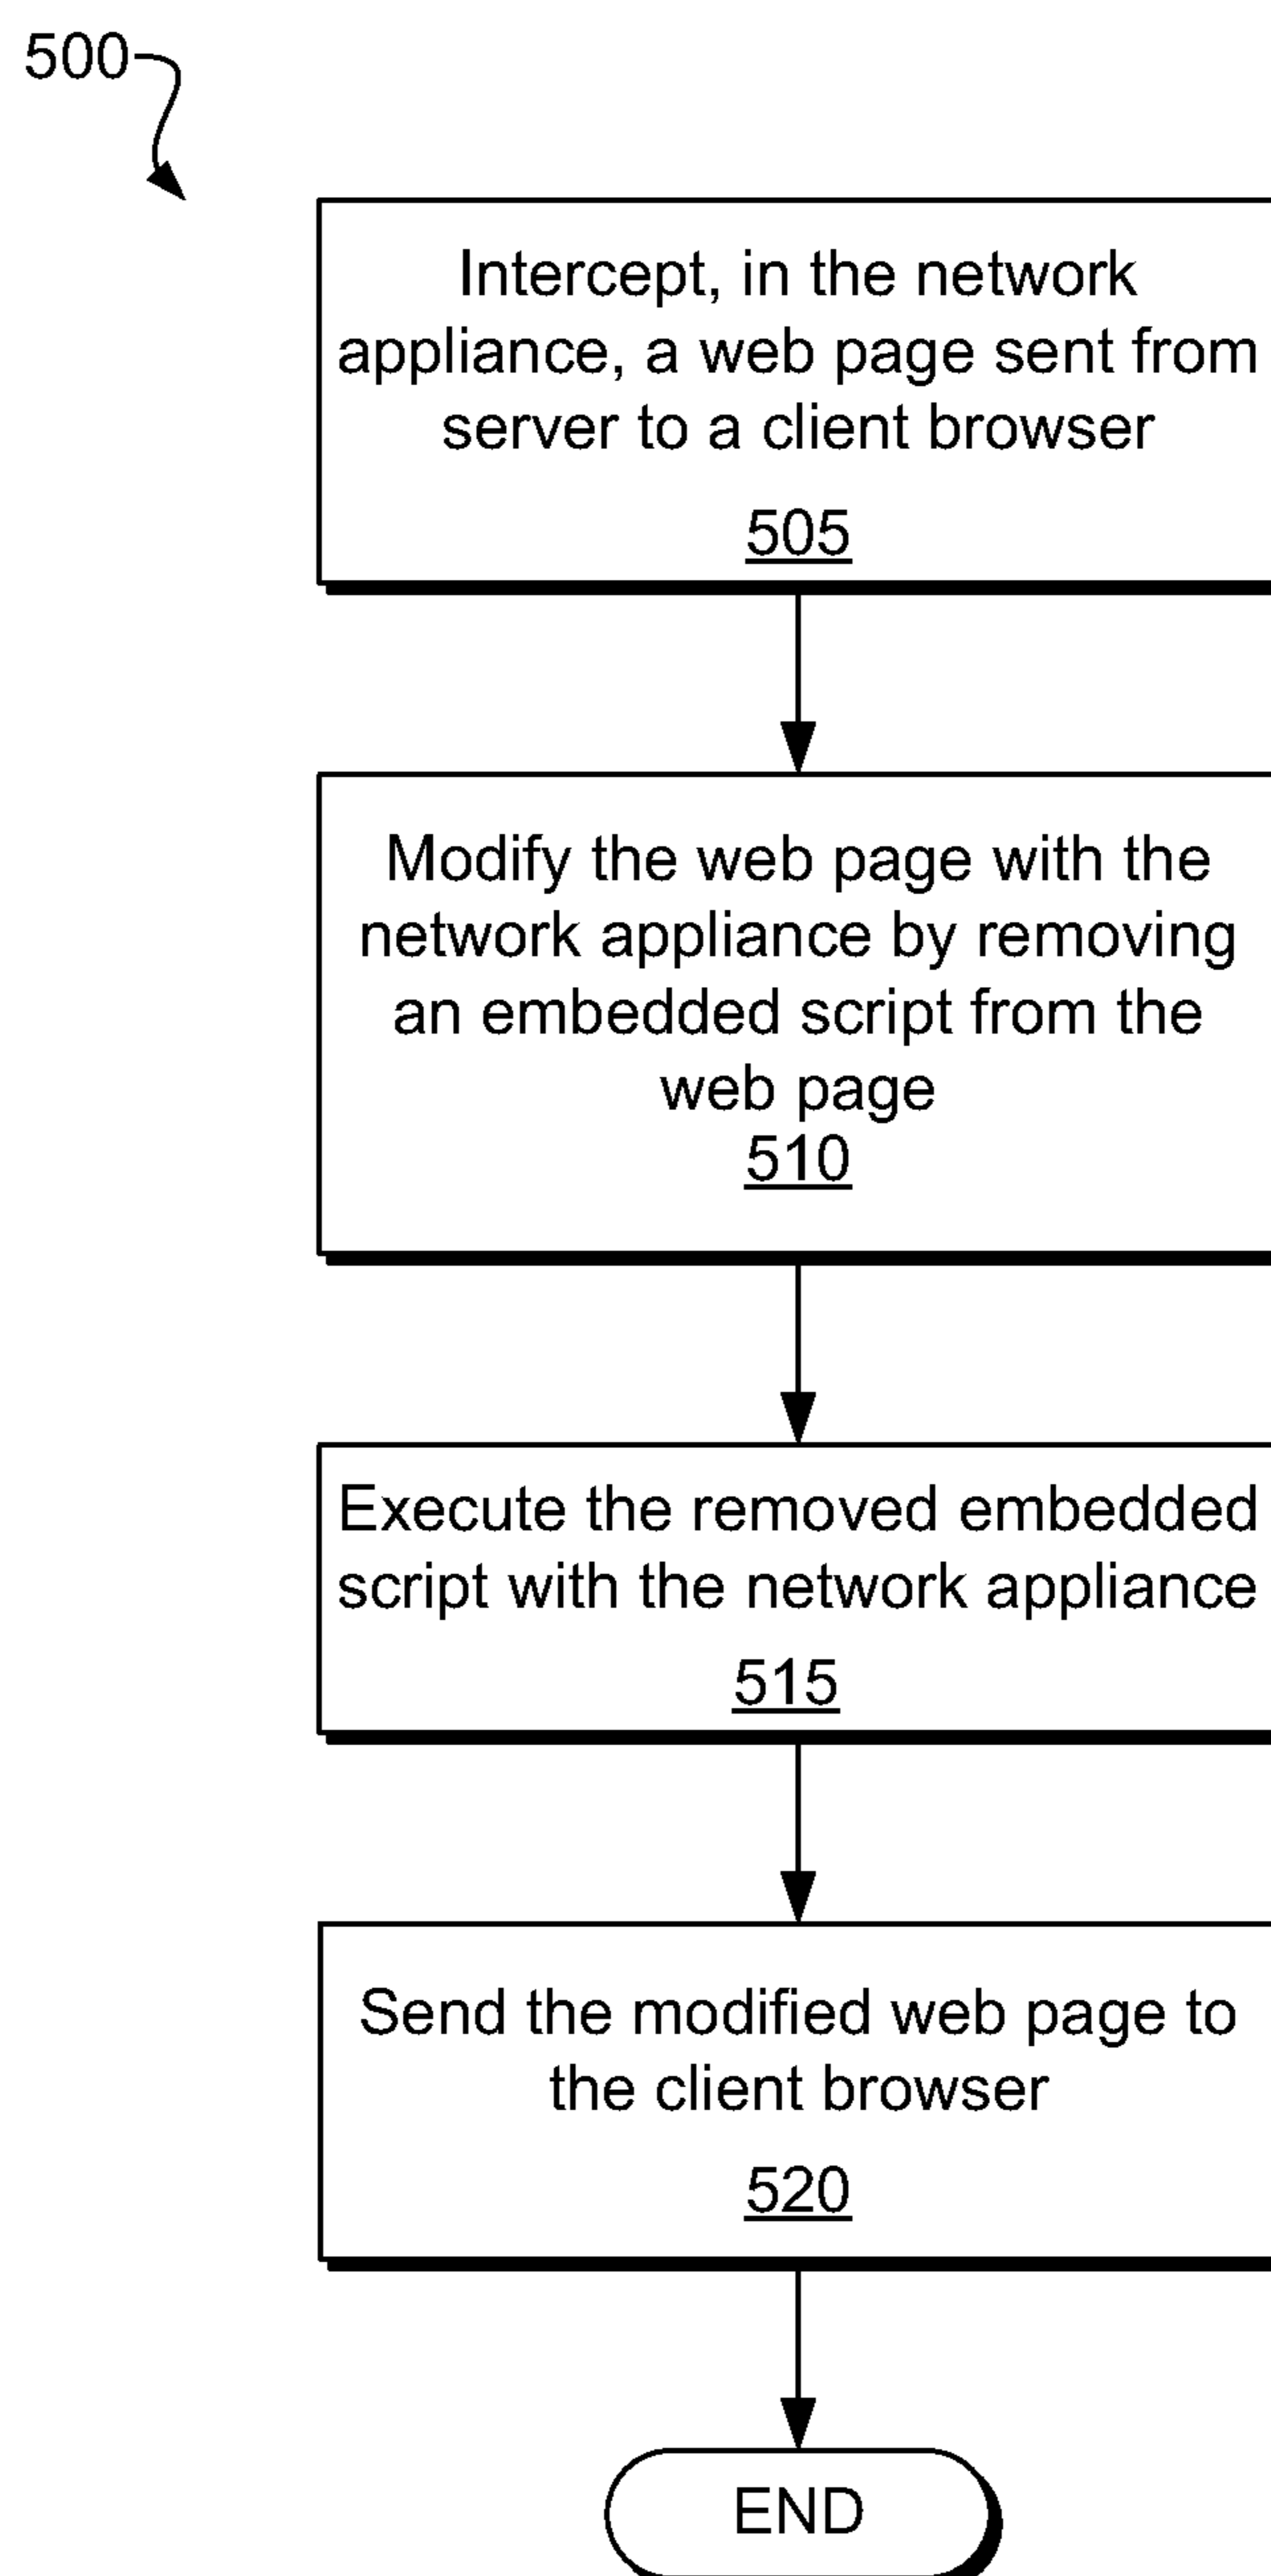 500
Intercept, in the network
appliance, a web page sent from
server to a client browser
505
Modify the web page with the
network appliance by removing
an embedded script from the
web page
510
Execute the removed embedded
script with the network appliance
515
Send the modified web page to
the client browser
520
END